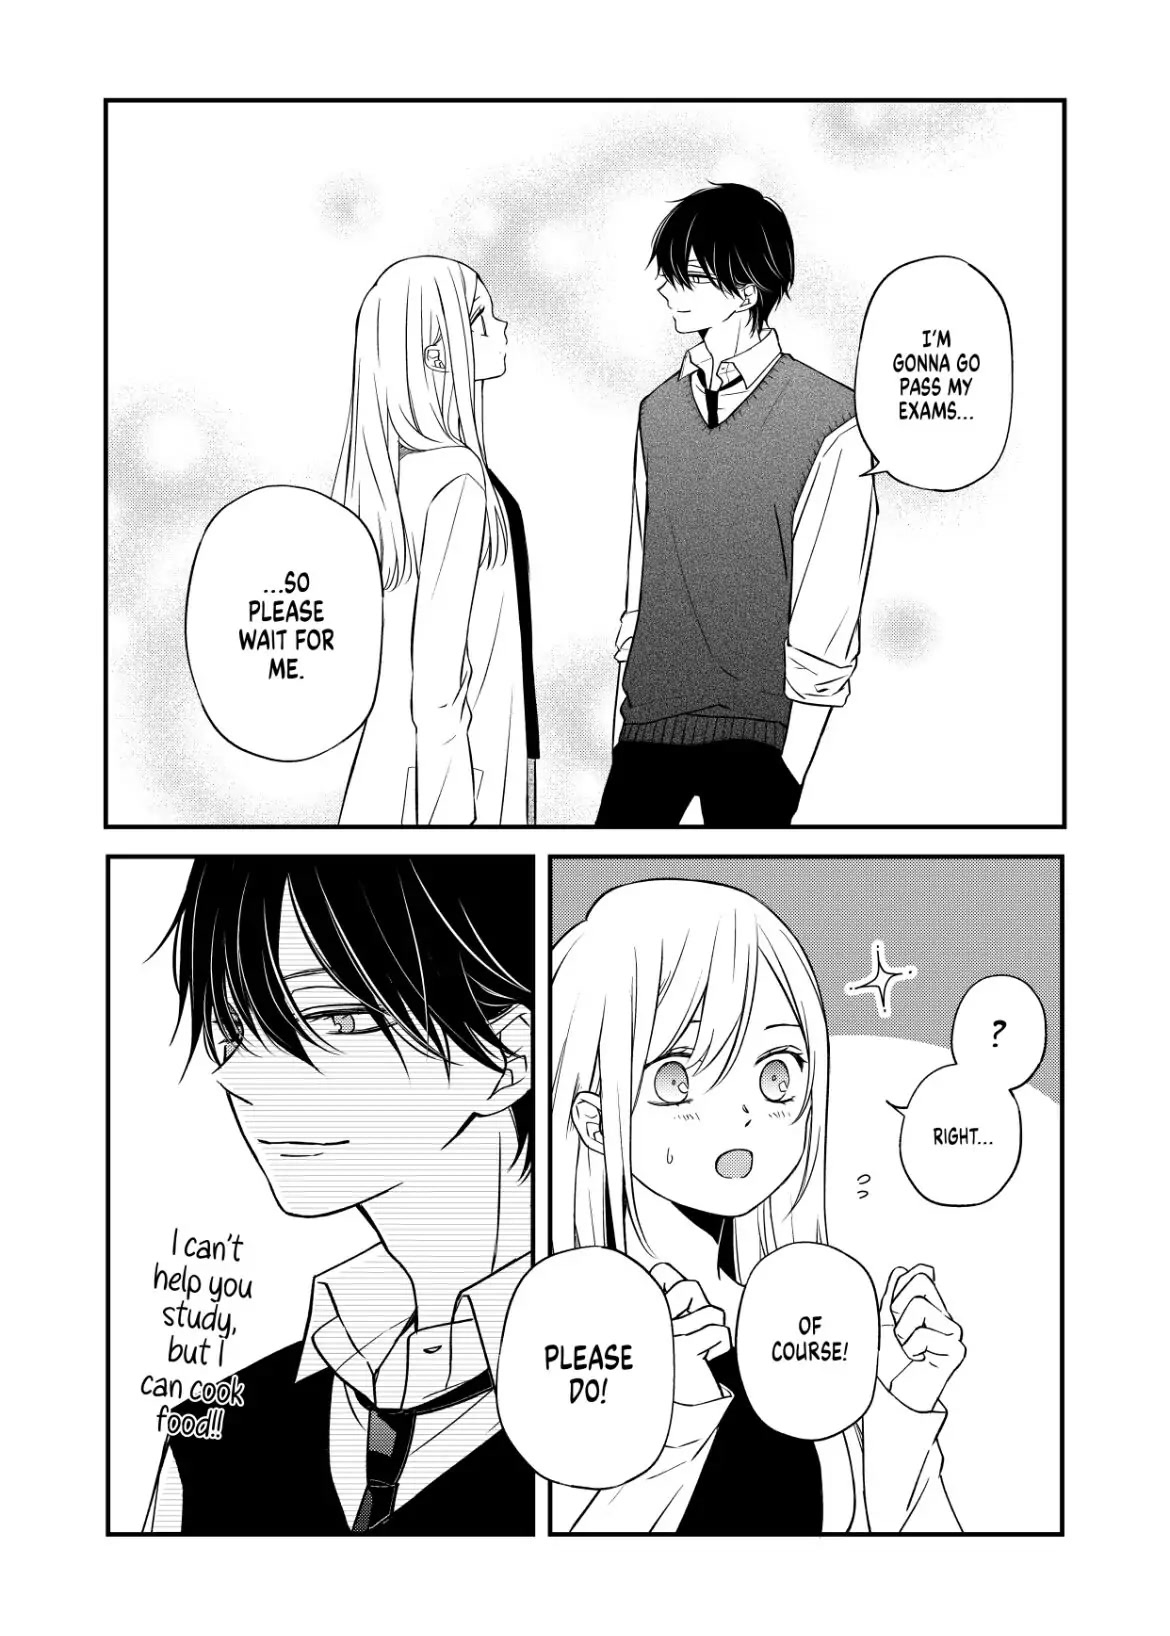 I'M
GONNA GO
PASS MY
EXAMS...
...SO
PLEASE
WAIT FOR
ME.
?
RIGHT...
OF
COURSE!
PLEASE
DO!
I can't
help you
study,
but I
can cook
food!!